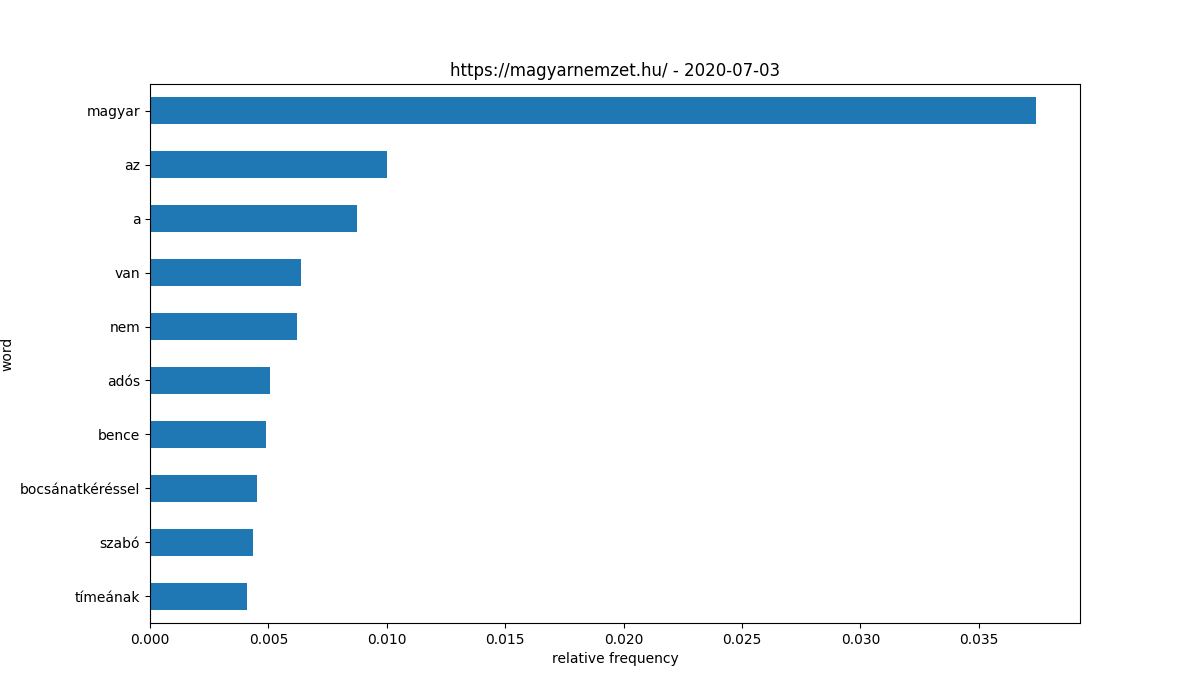 https://magyarnemzet.hu/ - 2020-07-03
magyar
az
a
van
nem
adós
bence
bocsánatkéréssel
szabó
tímeának
word
0.000 0.005 0.010 0.015 0.020 0.025 0.030 0.035
relative frequency